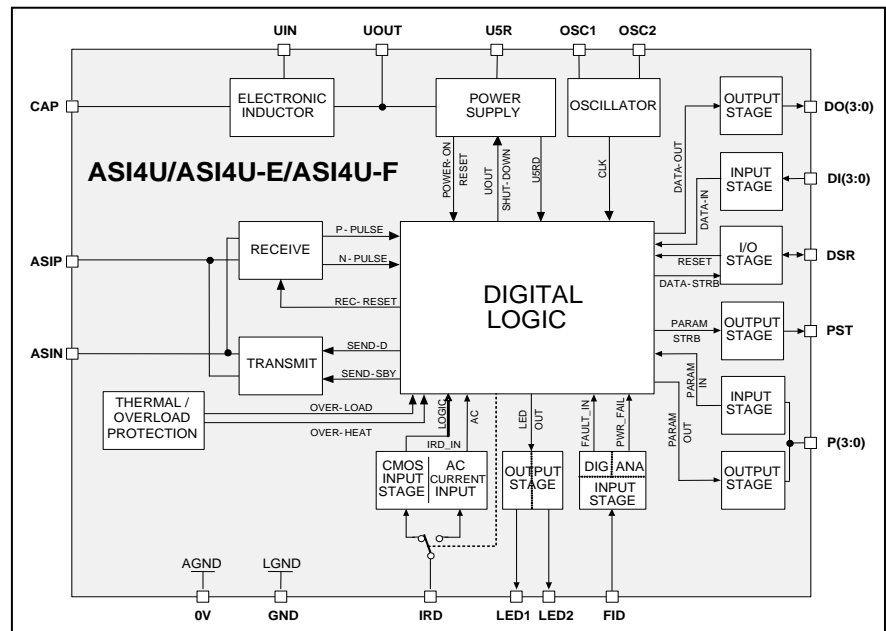 UIN
UOUT
U5R
OSC1
OSC2
CAP
ELECTRONIC
INDUCTOR
POWER
SUPPLY
OSCILLATOR
OUTPUT
STAGE
DO(3:0)
ASI4U/ASI4U-E/ASI4U-F
POWER-ON
RESET
UOUT
SHUT-DOWN
U5RD
CLK
DATA-OUT
DATA-IN
INPUT
STAGE
DI(3:0)
ASIP
RECEIVE
P-PULSE
N-PULSE
REC-RESET
DIGITAL
LOGIC
RESET
DATA-STRB
I/O
STAGE
DSR
ASIN
TRANSMIT
SEND-D
SEND-SBY
PARAM
STRB
OUTPUT
STAGE
PST
THERMAL /
OVERLOAD
PROTECTION
OVER-LOAD
OVER-HEAT
LOGIC
IRD_IN
AC
LED
OUT
FAULT_IN
PWR_FAIL
PARAM
IN
PARAM
OUT
INPUT
STAGE
P(3:0)
OUTPUT
STAGE
CMOS
INPUT
STAGE
AC
CURRENT
INPUT
OUTPUT
STAGE
DIG
ANA
INPUT
STAGE
AGND
LGND
0V
GND
IRD
LED1
LED2
FID